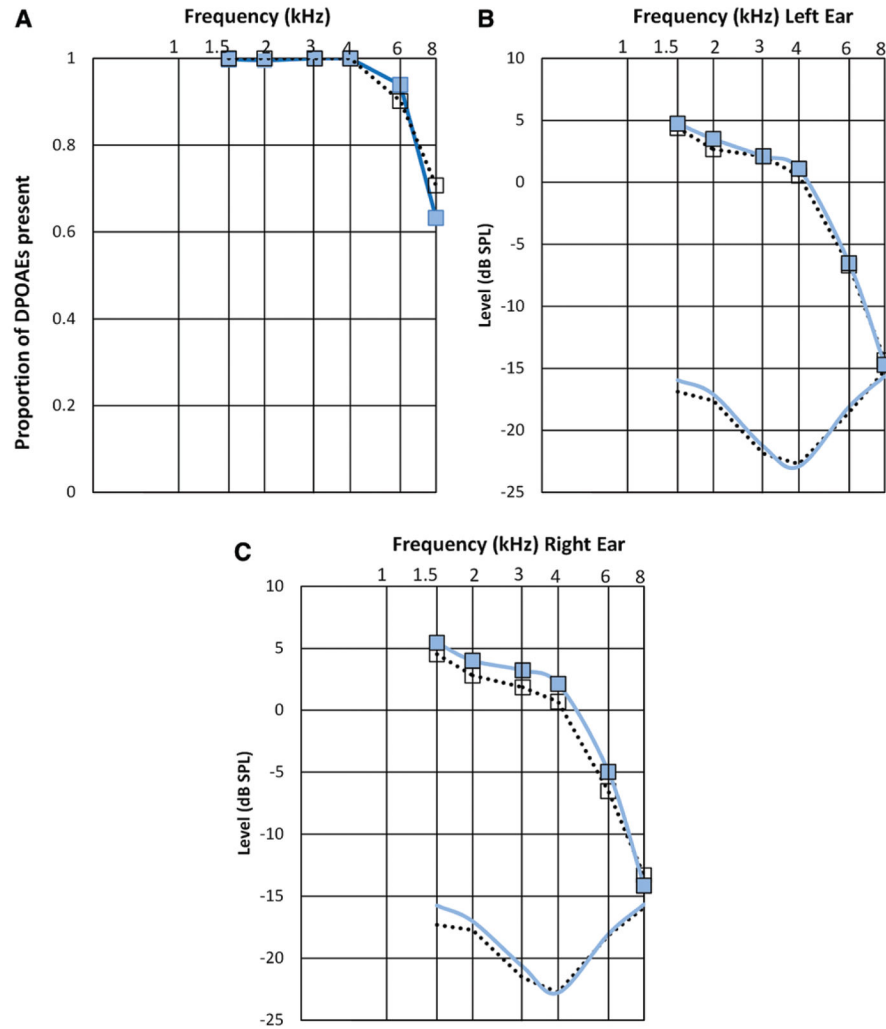 A
Frequency (kHz)
1 1.5 2 3 4 6 8
1
0.8
0.6
0.4
0.2
0
Proportion of DPOAEs present
B
Frequency (kHz) Left Ear
1 1.5 2 3 4 6 8
10
5
0
-5
-10
-15
-20
-25
Level (dB SPL)
C
Frequency (kHz) Right Ear
1 1.5 2 3 4 6 8
10
5
0
-5
-10
-15
-20
-25
Level (dB SPL)